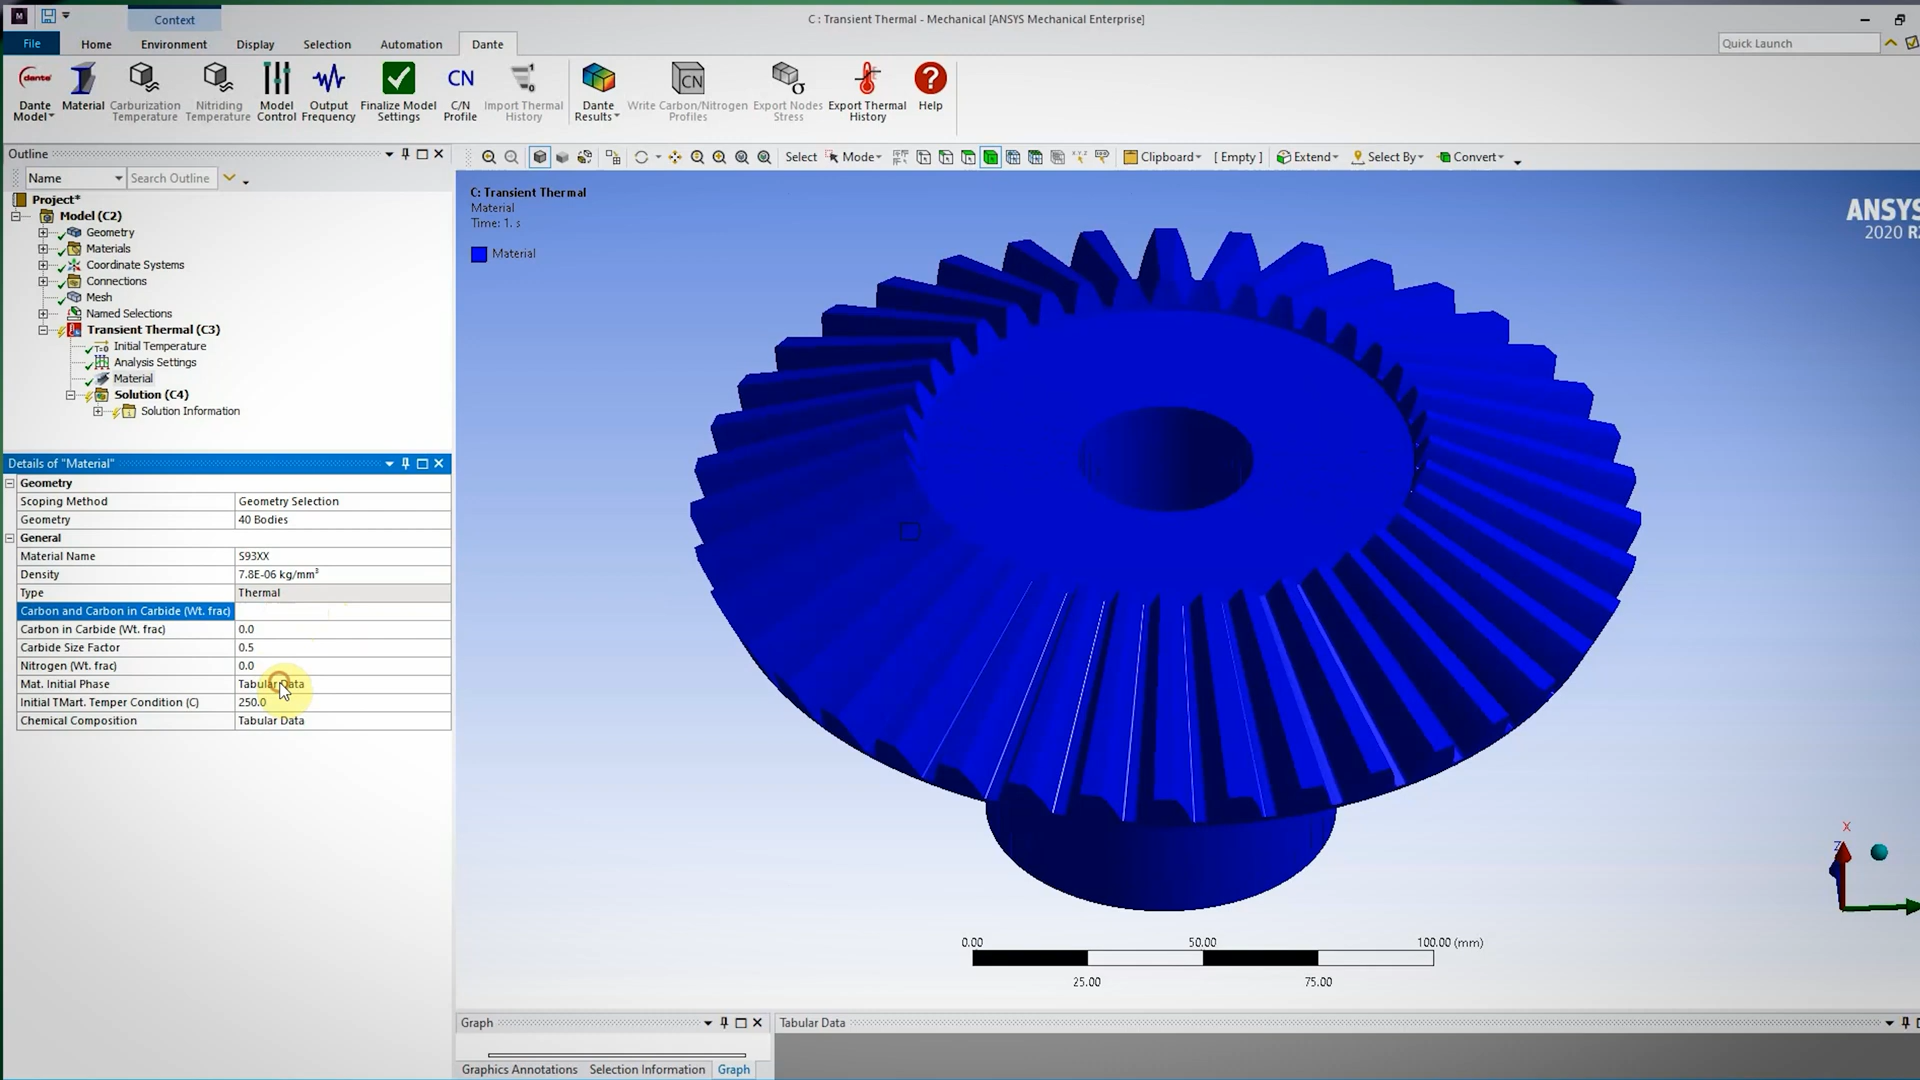 Context
C : Transient Thermal - Mechanical [ANSYS Mechanical Enterprise]
File Home Environment Display Selection Automation Dante
Quick Launch
dante CN CN
Dante Model Material Carburization Temperature Nitriding Temperature Model Control Output Frequency Finalize Model Settings C/N Profile Import Thermal History Dante Results Write Carbon/Nitrogen Profiles Export Nodes Stress Export Thermal History Help
Outline
Select Mode Clipboard [ Empty ] Extend Select By Convert
Name Search Outline
Project*
Model (C2)
Geometry
Materials
Coordinate Systems
Connections
Mesh
Named Selections
Transient Thermal (C3)
Initial Temperature
Analysis Settings
Material
Solution (C4)
Solution Information
Details of "Material"
Geometry
Scoping Method Geometry Selection
Geometry 40 Bodies
General
Material Name S93XX
Density 7.8E-06 kg/mm³
Type Thermal
Carbon and Carbon in Carbide (Wt. frac)
Carbon in Carbide (Wt. frac) 0.0
Carbide Size Factor 0.5
Nitrogen (Wt. frac) 0.0
Mat. Initial Phase Tabular Data
Initial TMart. Temper Condition (C) 250.0
Chemical Composition Tabular Data
C: Transient Thermal
Material
Time: 1. s
Material
ANSYS
2020 R
X
Z
0.00 50.00 100.00 (mm)
25.00 75.00
Graph
Tabular Data
Graphics Annotations Selection Information Graph